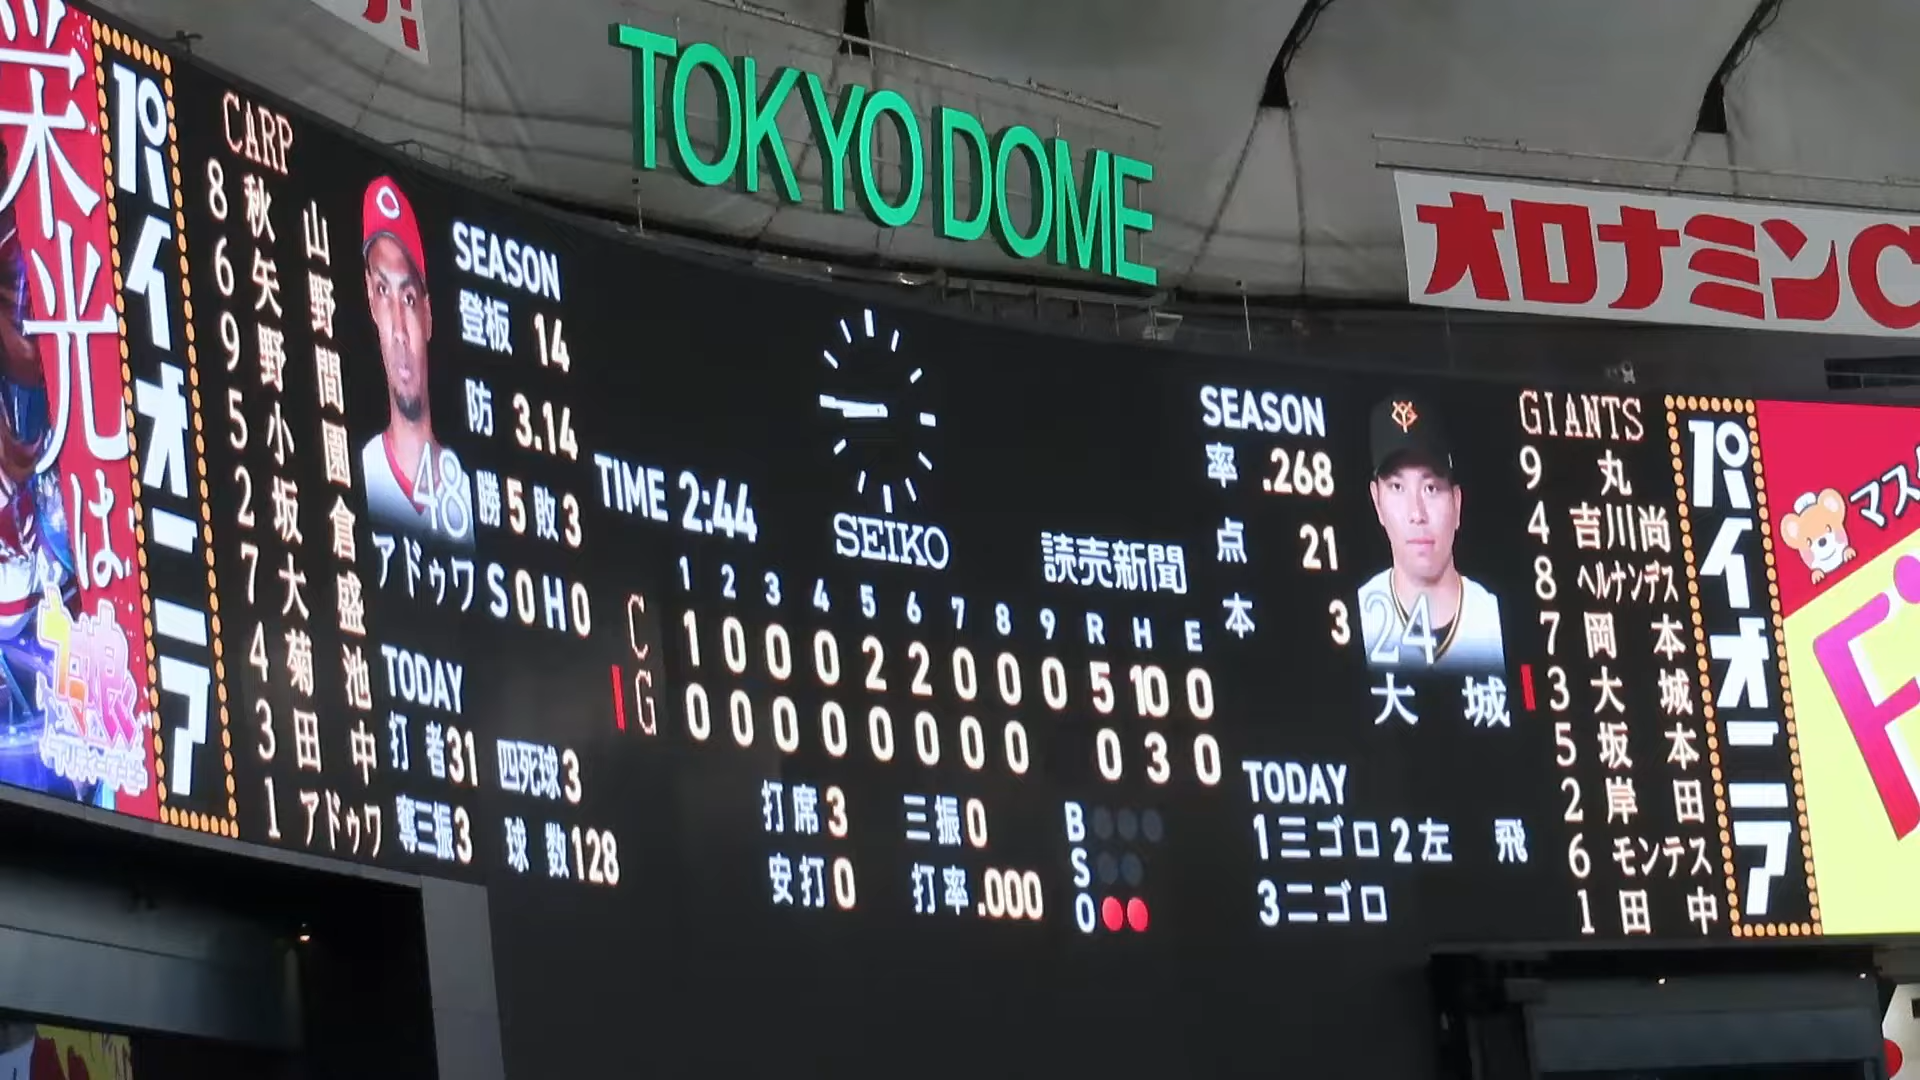 TOKYO DOME
オロナミンC
栄光は
パイオニア
CARP
8 秋山
6 矢野
9 野間
5 小園
2 坂倉
7 大盛
4 菊池
3 田中
1 アドゥワ
SEASON
登板 14
防 3.14
勝5敗3
48
アドゥワ S0 H0
TODAY
打者31 四死球3
奪三振3 球数128
TIME 2:44
SEIKO
読売新聞
1 2 3 4 5 6 7 8 9 R H E
C 1 0 0 0 2 2 0 0 0 5 10 0
G 0 0 0 0 0 0 0 0 0 3 0
打席3 三振0
安打0 打率.000
B
S
O
SEASON
率 .268
点 21
本 3
24
大城
TODAY
1三ゴロ2左飛
3二ゴロ
GIANTS
9 丸
4 吉川尚
8 ヘルナンデス
7 岡本
3 大城
5 坂本
2 岸田
6 モンテス
1 田中
パイオニア
マス